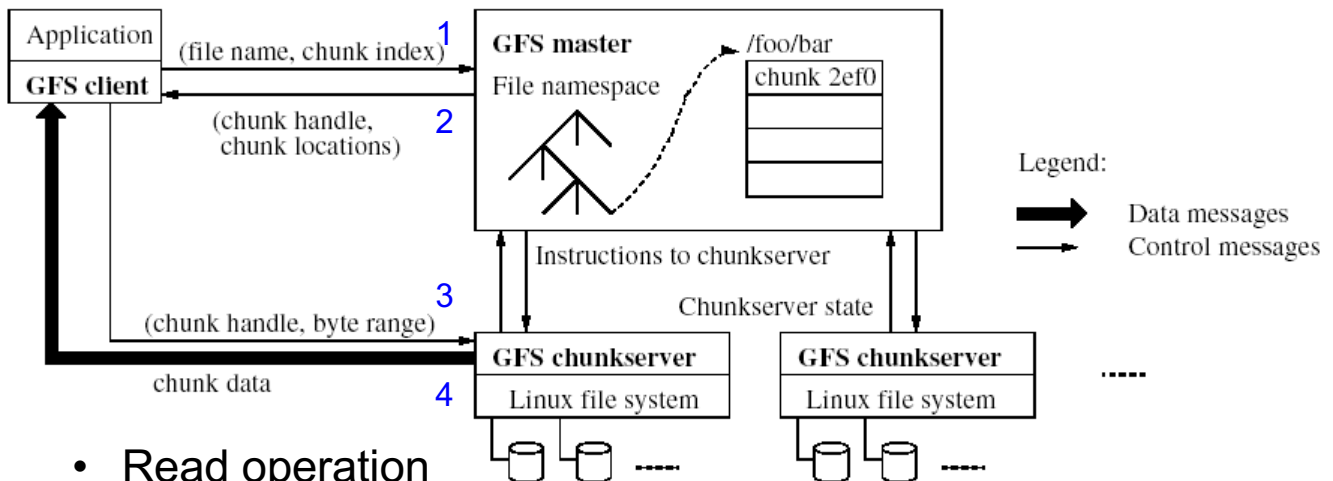 Application
GFS client
(file name, chunk index)
1
(chunk handle,
chunk locations)
2
GFS master
File namespace
/foo/bar
chunk 2ef0
Legend:
Data messages
Control messages
Instructions to chunkserver
Chunkserver state
3
(chunk handle, byte range)
chunk data
4
GFS chunkserver
Linux file system
GFS chunkserver
Linux file system
• Read operation